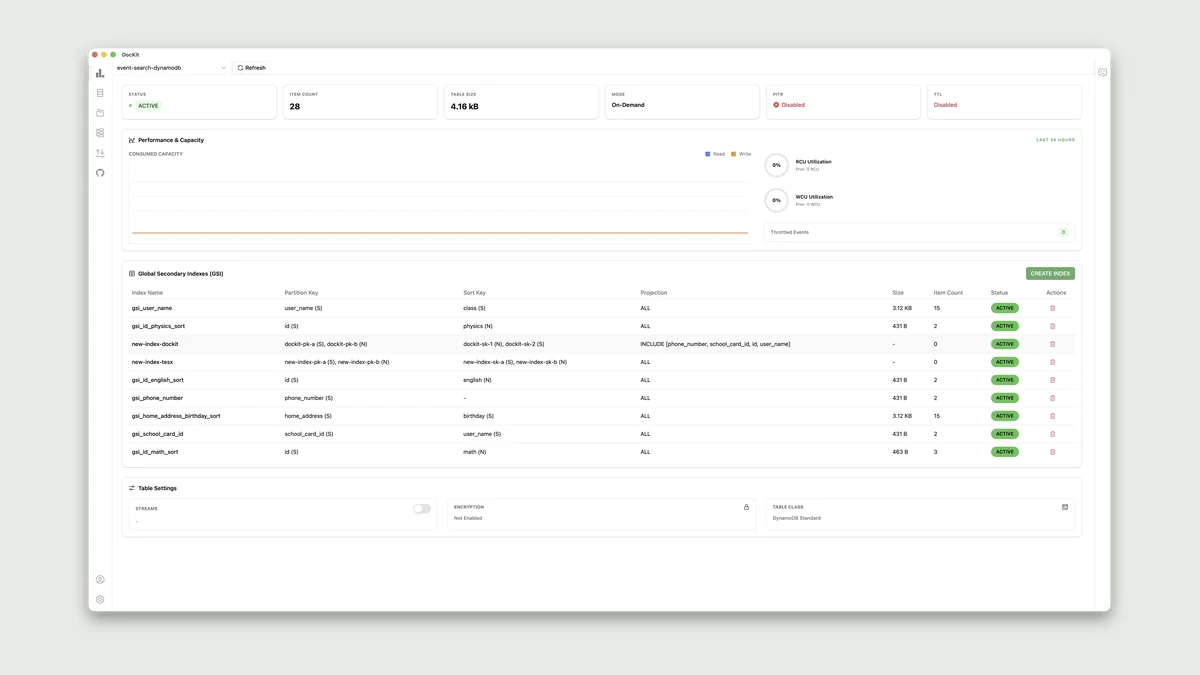 DocKit
event-search-dynamodb Refresh
STATUS ITEM COUNT TABLE SIZE MODE PITR TTL
ACTIVE 28 4.16 kB On-Demand Disabled Disabled
Performance & Capacity LAST 24 HOURS
CONSUMED CAPACITY Read Write
0% RCU Utilization
Prov: 0 RCU
0% WCU Utilization
Prov: 0 WCU
Throttled Events 0
Global Secondary Indexes (GSI) CREATE INDEX
Index Name Partition Key Sort Key Projection Size Item Count Status Actions
gsi_user_name user_name (S) class (S) ALL 3.12 KB 15 ACTIVE
gsi_id_physics_sort id (S) physics (N) ALL 431 B 2 ACTIVE
new-index-dockit dockit-pk-a (S), dockit-pk-b (N) dockit-sk-1 (N), dockit-sk-2 (S) INCLUDE [phone_number, school_card_id, id, user_name] - 0 ACTIVE
new-index-tesx new-index-pk-a (S), new-index-pk-b (N) new-index-sk-a (S), new-index-sk-b (N) ALL - 0 ACTIVE
gsi_id_english_sort id (S) english (N) ALL 431 B 2 ACTIVE
gsi_phone_number phone_number (S) - ALL 431 B 2 ACTIVE
gsi_home_address_birthday_sort home_address (S) birthday (S) ALL 3.12 KB 15 ACTIVE
gsi_school_card_id school_card_id (S) user_name (S) ALL 431 B 2 ACTIVE
gsi_id_math_sort id (S) math (N) ALL 463 B 3 ACTIVE
Table Settings
STREAMS ENCRYPTION TABLE CLASS
- Not Enabled DynamoDB Standard